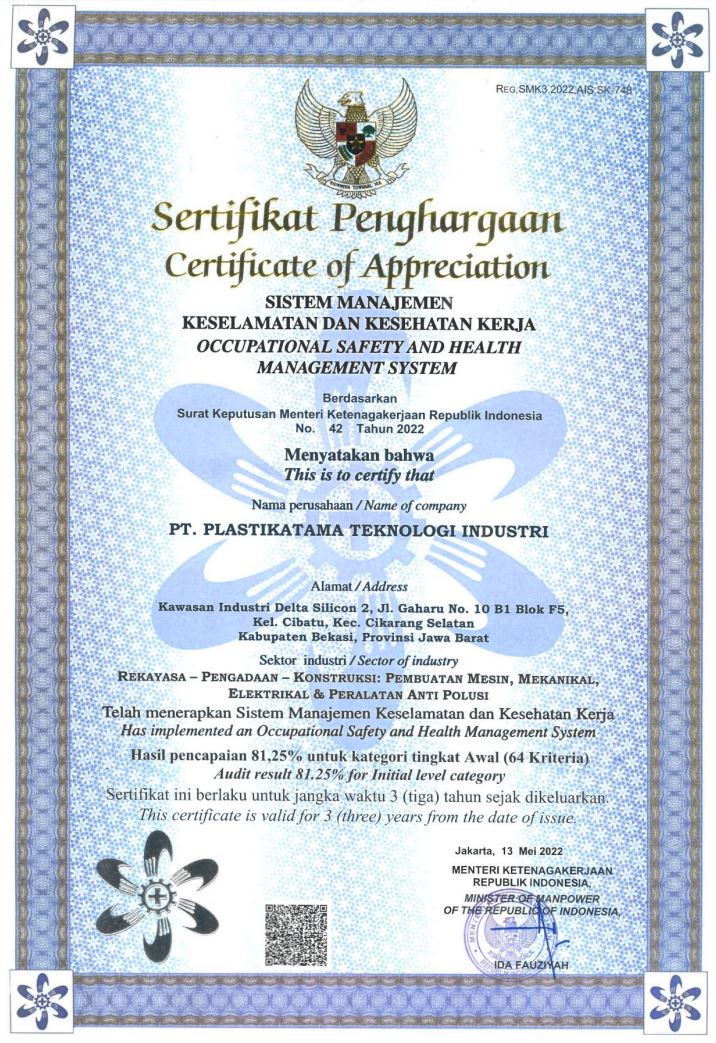 REG.SMK3.2022.AIS.SK-748
BHINNEKA TUNGGAL IKA
Sertifikat Penghargaan
Certificate of Appreciation
SISTEM MANAJEMEN
KESELAMATAN DAN KESEHATAN KERJA
OCCUPATIONAL SAFETY AND HEALTH
MANAGEMENT SYSTEM
Berdasarkan
Surat Keputusan Menteri Ketenagakerjaan Republik Indonesia
No. 42 Tahun 2022
Menyatakan bahwa
This is to certify that
Nama perusahaan / Name of company
PT. PLASTIKATAMA TEKNOLOGI INDUSTRI
Alamat / Address
Kawasan Industri Delta Silicon 2, Jl. Gaharu No. 10 B1 Blok F5,
Kel. Cibatu, Kec. Cikarang Selatan
Kabupaten Bekasi, Provinsi Jawa Barat
Sektor industri / Sector of industry
REKAYASA – PENGADAAN – KONSTRUKSI: PEMBUATAN MESIN, MEKANIKAL,
ELEKTRIKAL & PERALATAN ANTI POLUSI
Telah menerapkan Sistem Manajemen Keselamatan dan Kesehatan Kerja
Has implemented an Occupational Safety and Health Management System
Hasil pencapaian 81,25% untuk kategori tingkat Awal (64 Kriteria)
Audit result 81.25% for Initial level category
Sertifikat ini berlaku untuk jangka waktu 3 (tiga) tahun sejak dikeluarkan.
This certificate is valid for 3 (three) years from the date of issue.
Jakarta, 13 Mei 2022
MENTERI KETENAGAKERJAAN
REPUBLIK INDONESIA,
MINISTER OF MANPOWER
OF THE REPUBLIC OF INDONESIA,
IDA FAUZIYAH